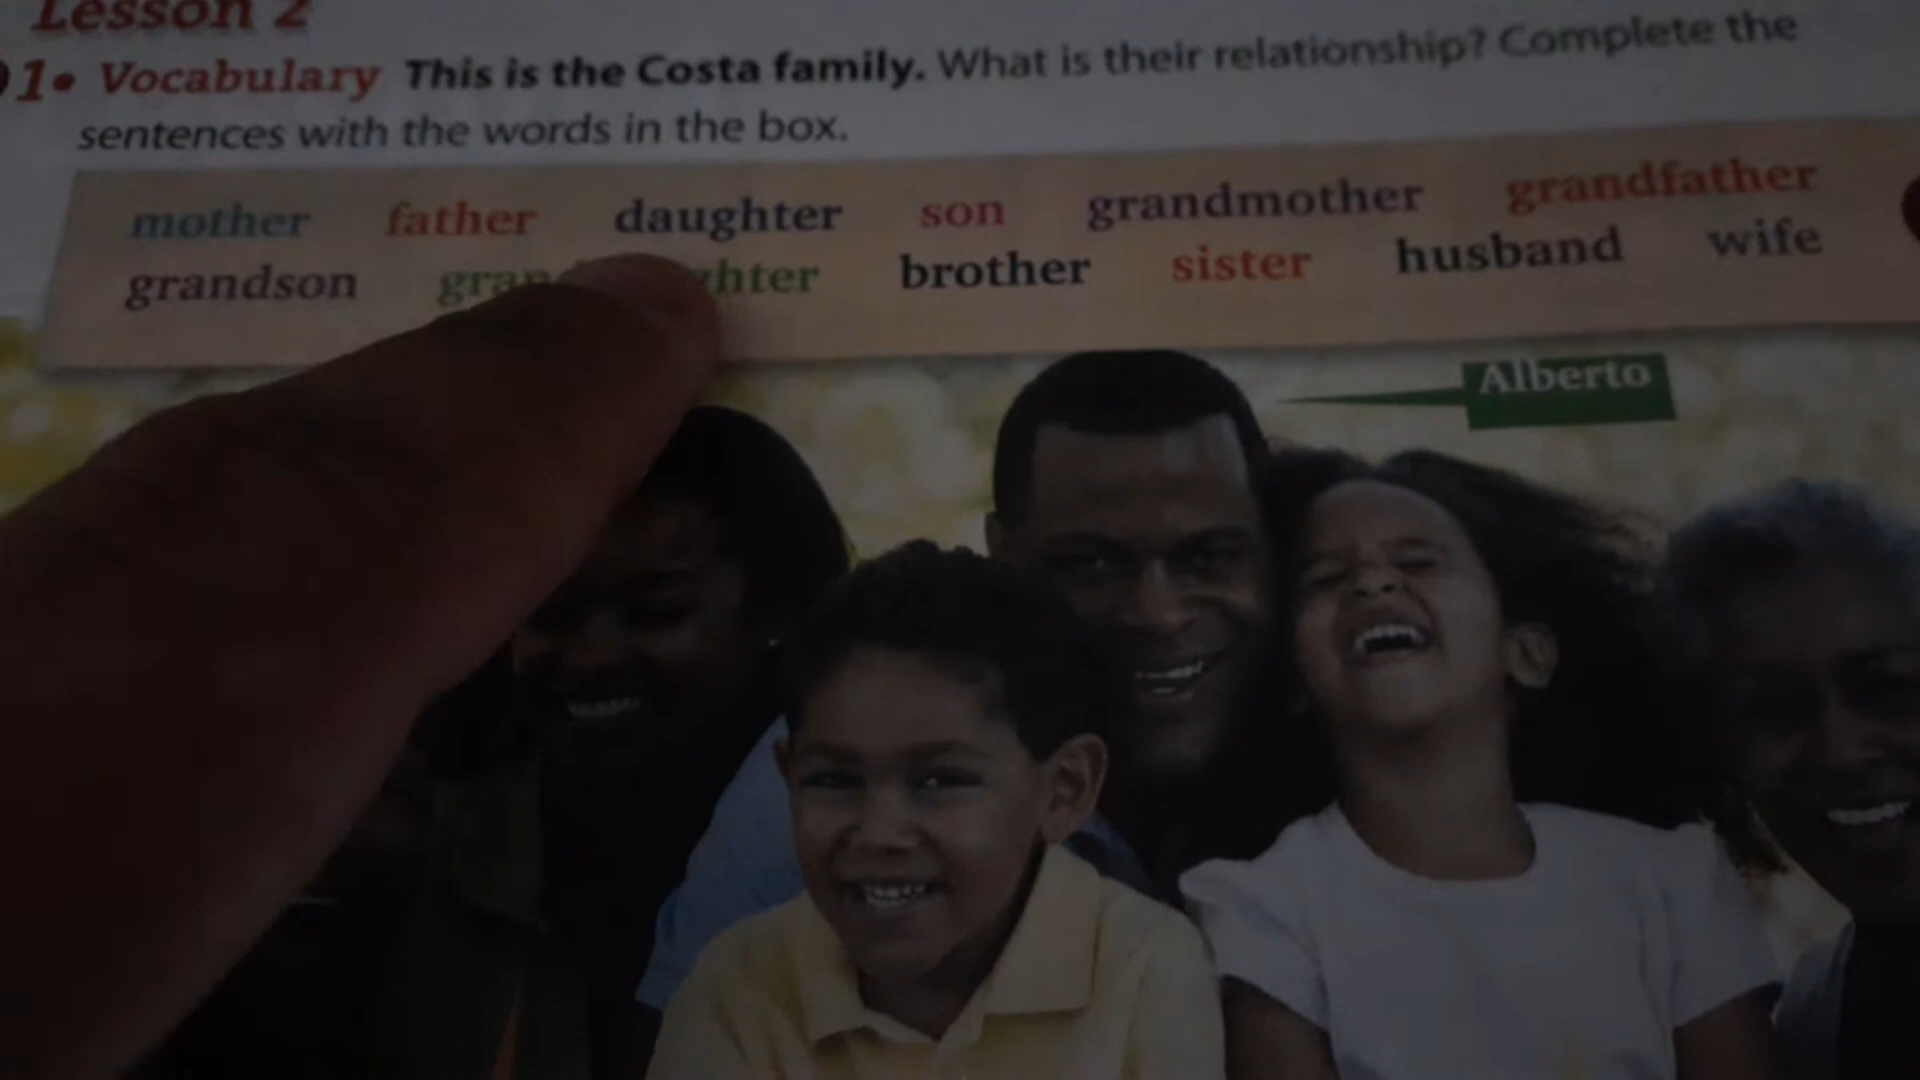 Lesson 2
1• Vocabulary This is the Costa family. What is their relationship? Complete the
sentences with the words in the box.
mother father daughter son grandmother grandfather
grandson brother sister husband wife
Alberto